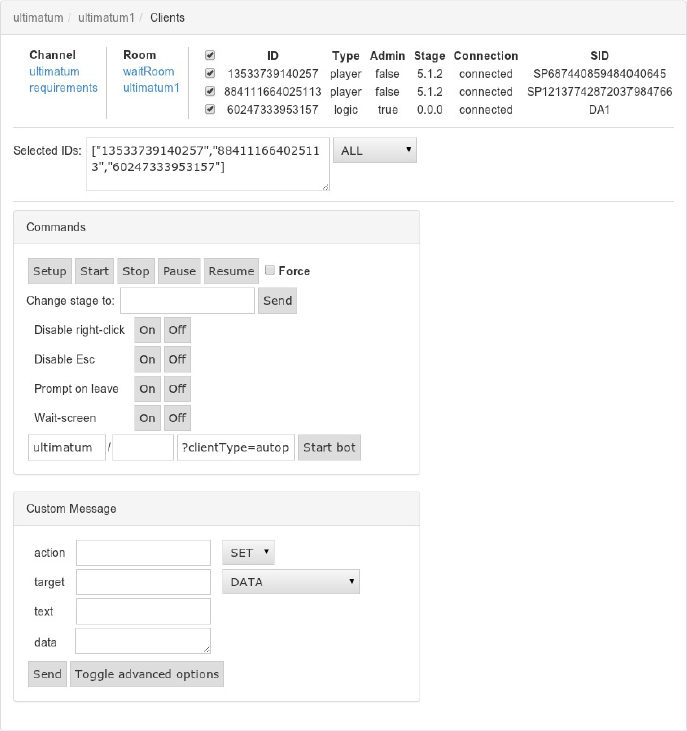 ultimatum / ultimatum1 / Clients
Channel Room ID Type Admin Stage Connection SID
ultimatum waitRoom 13533739140257 player false 5.1.2 connected SP687440859484040645
requirements ultimatum1 884111664025113 player false 5.1.2 connected SP12137742872037984766
60247333953157 logic true 0.0.0 connected DA1
Selected IDs: ["13533739140257","88411166402511 ALL
3","60247333953157"]
Commands
Setup Start Stop Pause Resume Force
Change stage to: Send
Disable right-click On Off
Disable Esc On Off
Prompt on leave On Off
Wait-screen On Off
ultimatum / ?clientType=autop Start bot
Custom Message
action SET
target DATA
text
data
Send Toggle advanced options